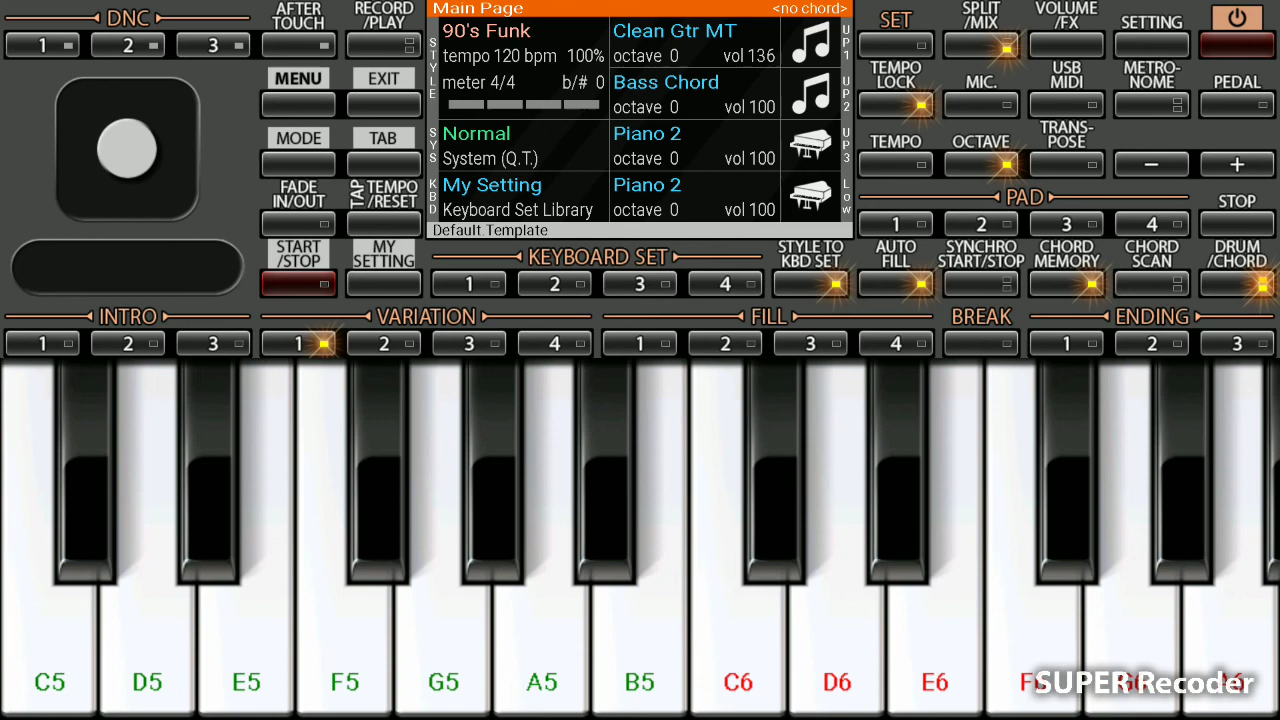 DNC
1 2 3
AFTER TOUCH
RECORD /PLAY
MENU
EXIT
MODE
TAB
FADE IN/OUT
TAP TEMPO /RESET
START /STOP
MY SETTING
Main Page <no chord>
STYLE
90's Funk
tempo 120 bpm 100%
meter 4/4 b/# 0
SYS
Normal
System (Q.T.)
KBD
My Setting
Keyboard Set Library
Clean Gtr MT
octave 0 vol 136
UP1
Bass Chord
octave 0 vol 100
UP2
Piano 2
octave 0 vol 100
UP3
Piano 2
octave 0 vol 100
Low
Default Template
SET
SPLIT /MIX
VOLUME /FX
SETTING
TEMPO LOCK
MIC.
USB MIDI
METRO- NOME
PEDAL
TEMPO
OCTAVE
TRANS- POSE
− +
PAD
1 2 3 4
STOP
KEYBOARD SET
1 2 3 4
STYLE TO KBD SET
AUTO FILL
SYNCHRO START/STOP
CHORD MEMORY
CHORD SCAN
DRUM /CHORD
INTRO
1 2 3
VARIATION
1 2 3 4
FILL
1 2 3 4
BREAK
ENDING
1 2 3
C5 D5 E5 F5 G5 A5 B5 C6 D6 E6
SUPER Recoder